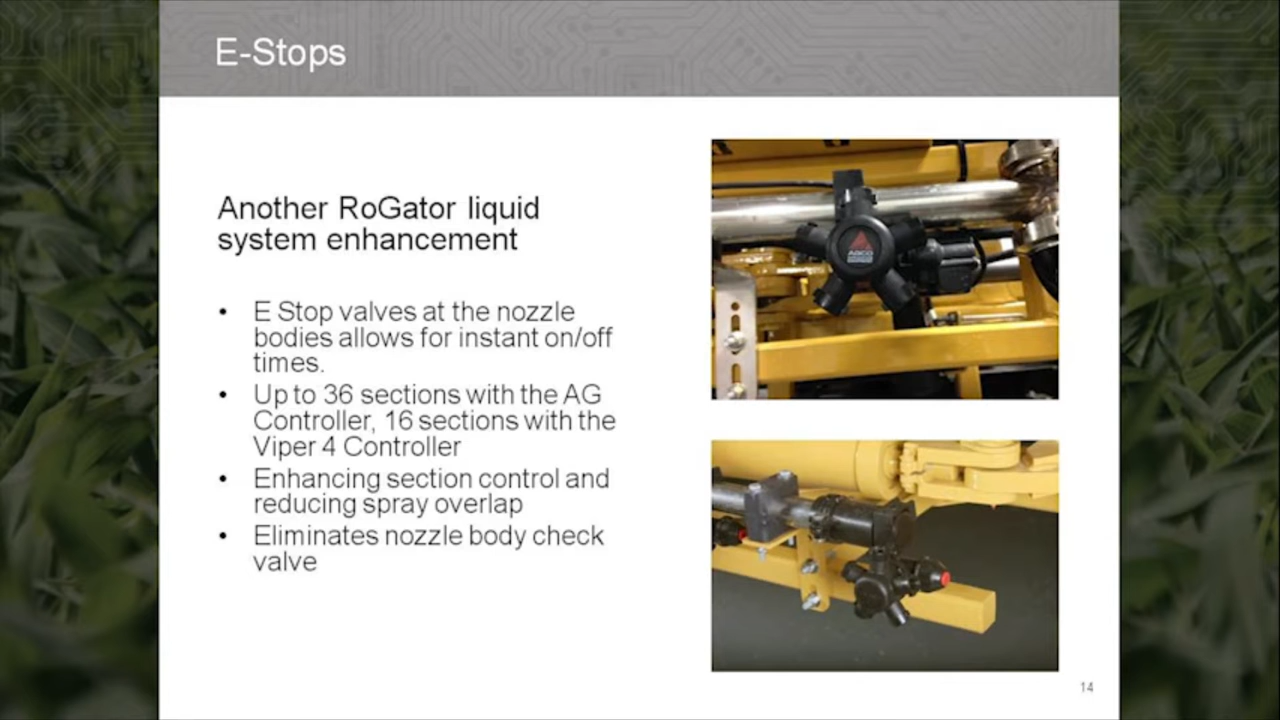 E-Stops
Another RoGator liquid
system enhancement
• E Stop valves at the nozzle
bodies allows for instant on/off
times.
• Up to 36 sections with the AG
Controller, 16 sections with the
Viper 4 Controller
• Enhancing section control and
reducing spray overlap
• Eliminates nozzle body check
valve
AGCO
14